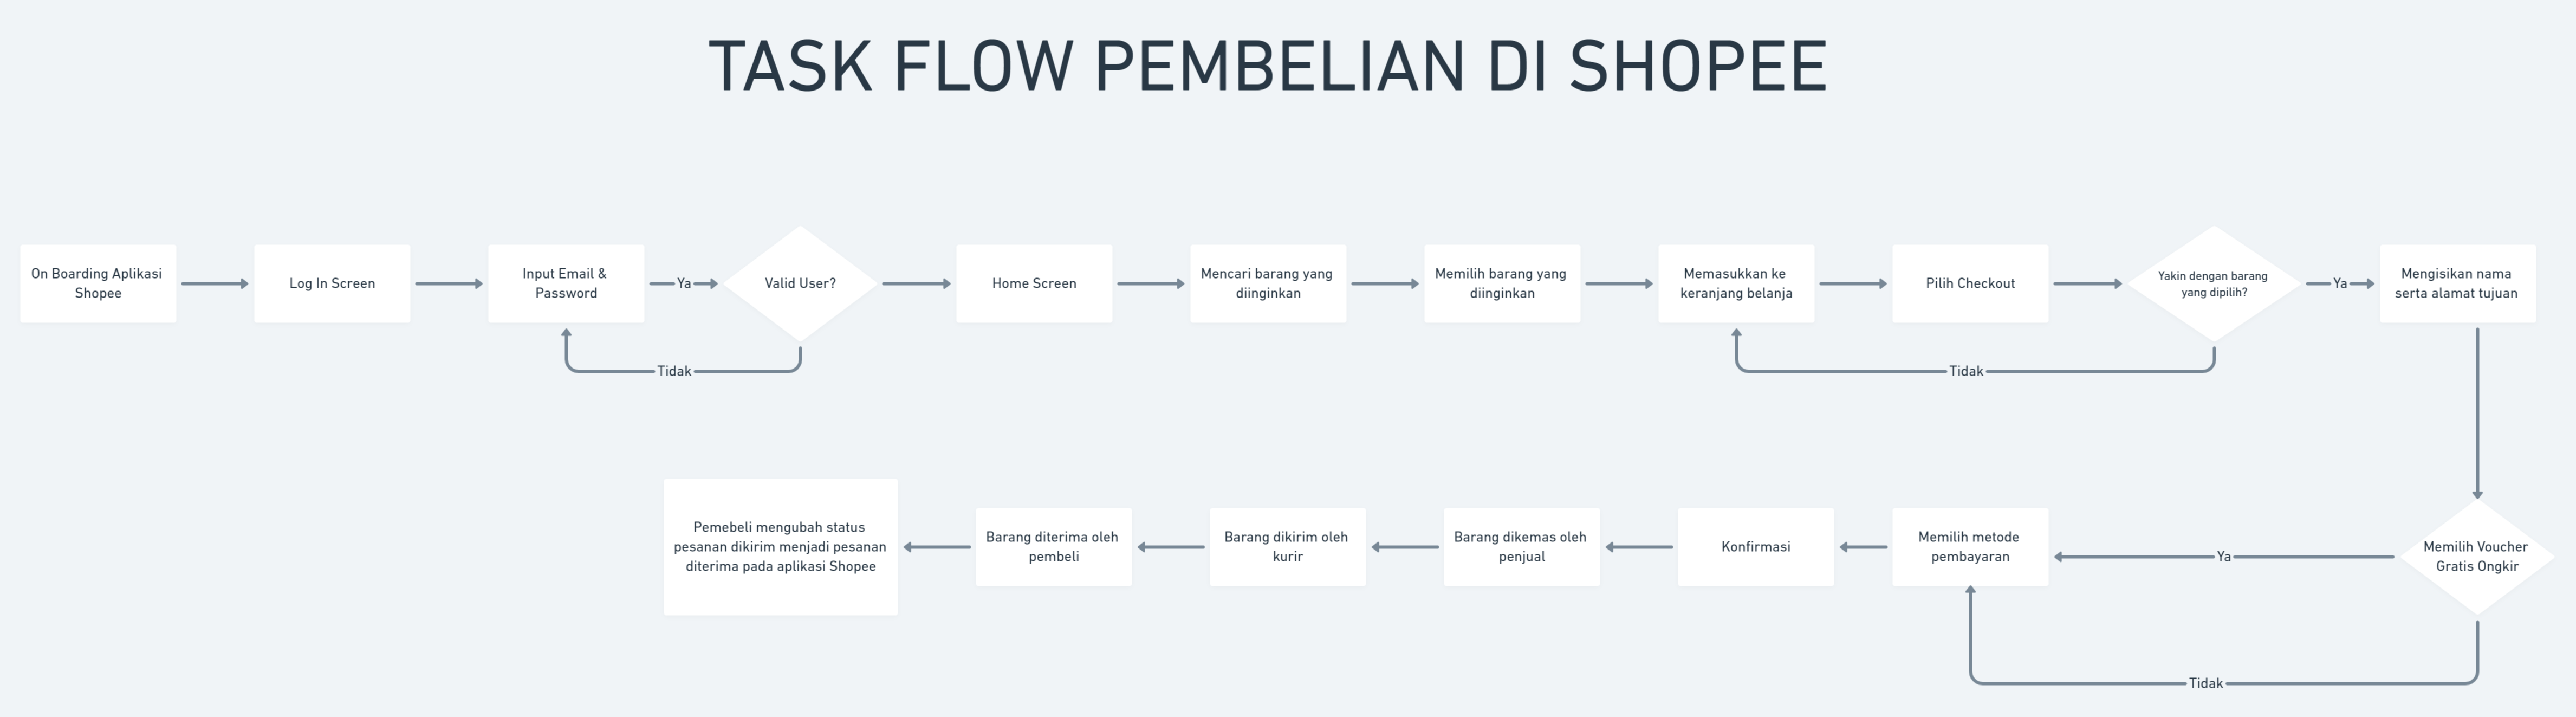 TASK FLOW PEMBELIAN DI SHOPEE
On Boarding Aplikasi
Shopee
Log In Screen
Input Email &
Password
Ya
Valid User?
Tidak
Home Screen
Mencari barang yang
diinginkan
Memilih barang yang
diinginkan
Memasukkan ke
keranjang belanja
Pilih Checkout
Yakin dengan barang
yang dipilih?
Tidak
Ya
Mengisikan nama
serta alamat tujuan
Memilih Voucher
Gratis Ongkir
Ya
Tidak
Memilih metode
pembayaran
Konfirmasi
Barang dikemas oleh
penjual
Barang dikirim oleh
kurir
Barang diterima oleh
pembeli
Pemebeli mengubah status
pesanan dikirim menjadi pesanan
diterima pada aplikasi Shopee